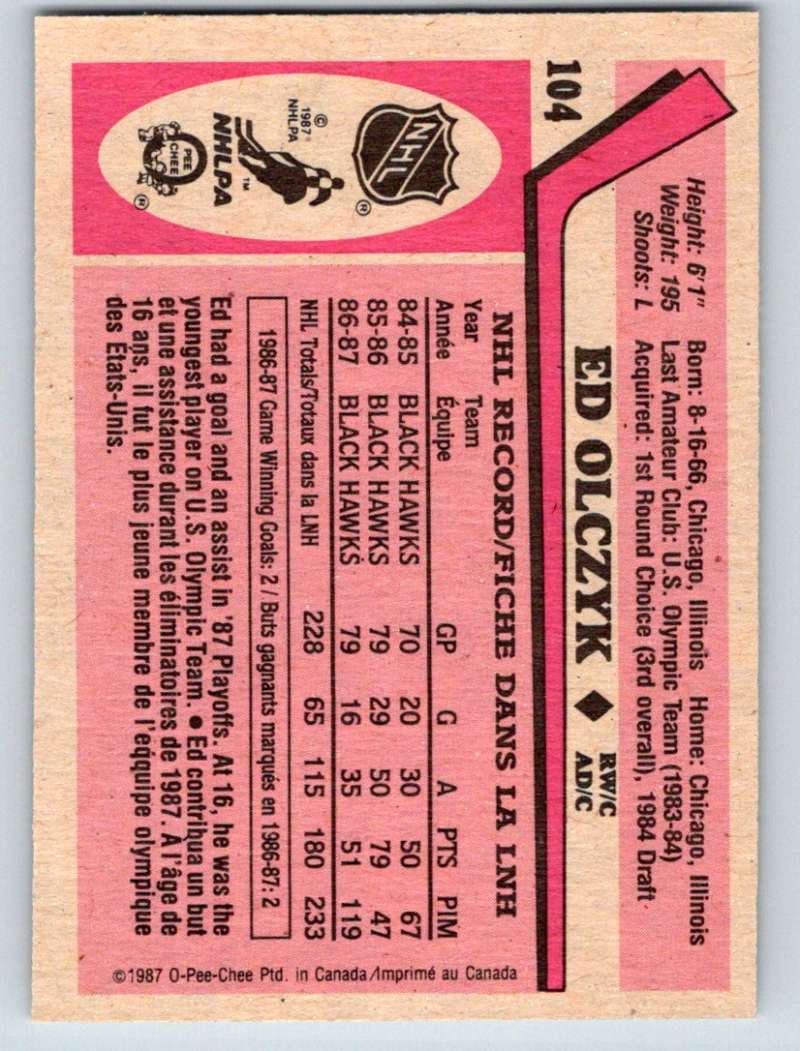 104
Height: 6'1" Born: 8-16-66, Chicago, Illinois Home: Chicago, Illinois
Weight: 195 Last Amateur Club: U.S. Olympic Team (1983-84)
Shoots: L Acquired: 1st Round Choice (3rd overall), 1984 Draft
ED OLCZYK ◆ RW/C
AD/C
NHL
®
NHLPA
™
© 1987
NHLPA
O PEE CHEE
®
NHL RECORD/FICHE DANS LA LNH
Year Team
Année Équipe GP G A PTS PIM
84-85 BLACK HAWKS 70 20 30 50 67
85-86 BLACK HAWKS 79 29 50 79 47
86-87 BLACK HAWKS 79 16 35 51 119
NHL Totals/Totaux dans la LNH 228 65 115 180 233
1986-87 Game Winning Goals: 2 / Buts gagnants marqués en 1986-87: 2
Ed had a goal and an assist in '87 Playoffs. At 16, he was the
youngest player on U.S. Olympic Team. ● Ed contribua un but
et une assistance durant les éliminatoires de 1987. À l'âge de
16 ans, il fut le plus jeune membre de l'eqquipe olympique
des États-Unis.
©1987 O-Pee-Chee Ptd. in Canada/Imprimé au Canada